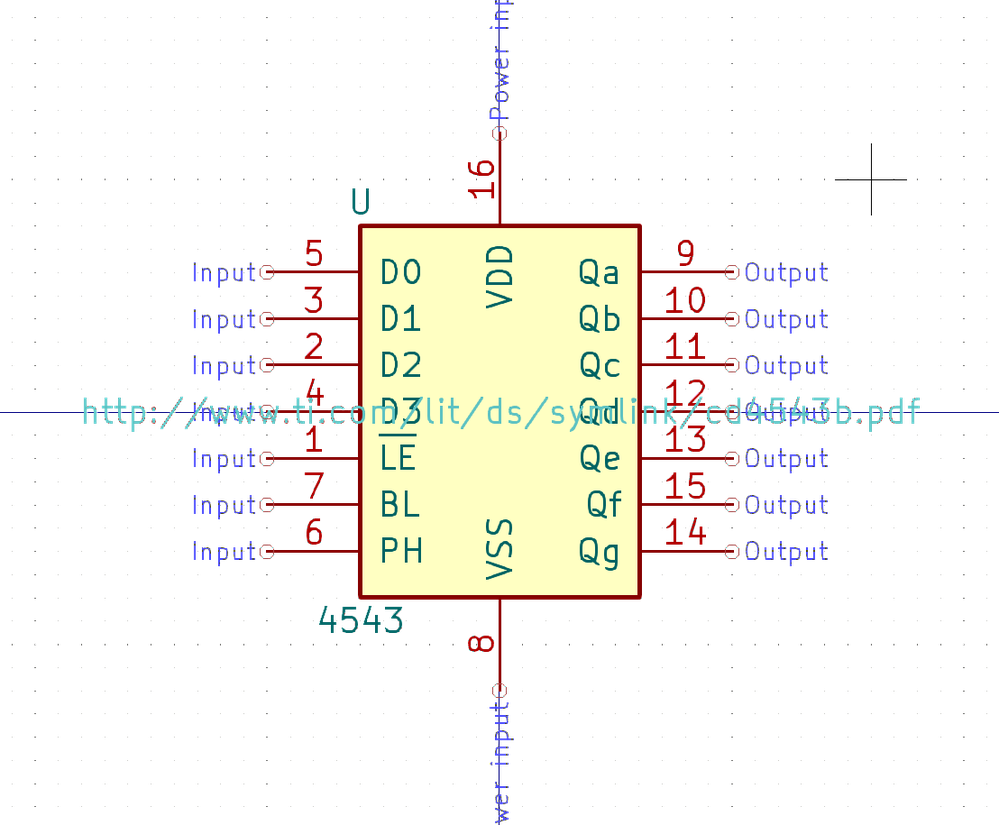 Power inp
16
U
VDD
5
Input
D0
Qa
9
Output
3
Input
D1
Qb
10
Output
2
Input
D2
Qc
11
Output
4
Input
D3
Qd
12
Output
http://www.ti.com/lit/ds/symlink/cd4543b.pdf
1
Input
LE
Qe
13
Output
7
Input
BL
Qf
15
Output
6
Input
PH
Qg
14
Output
VSS
4543
8
wer input